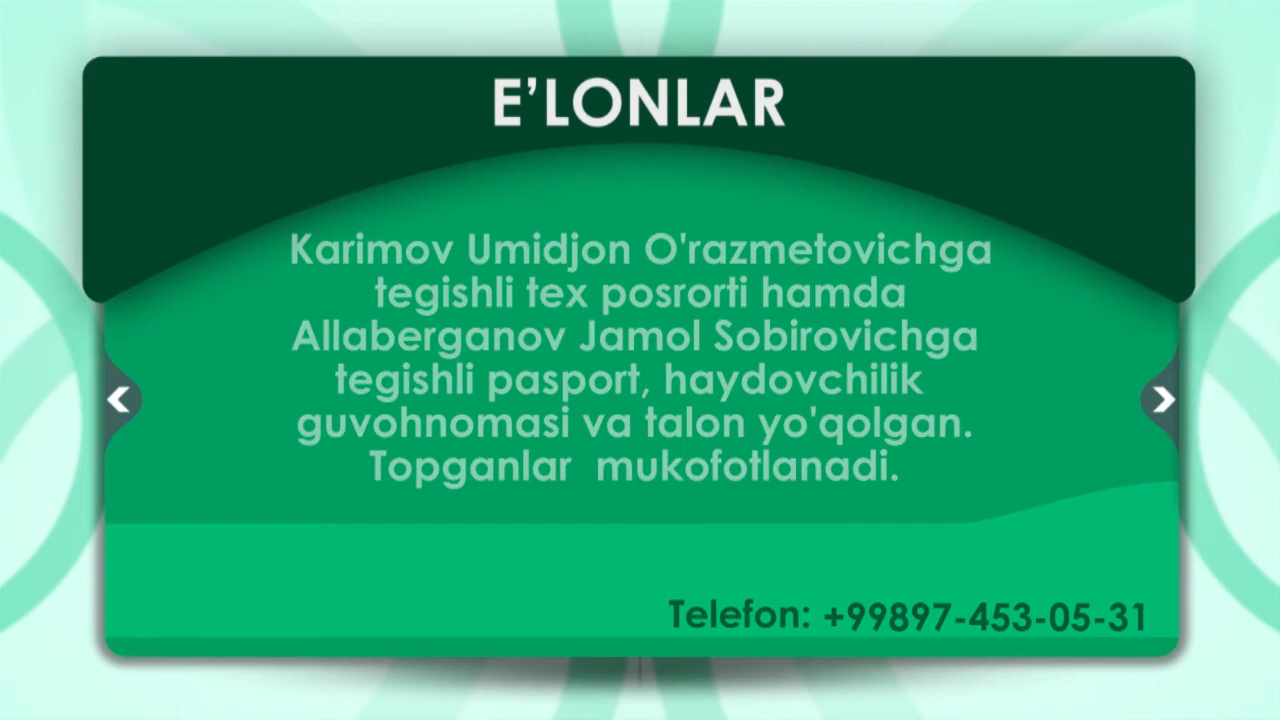 E’LONLAR
Karimov Umidjon O'razmetovichga
tegishli tex posrorti hamda
Allaberganov Jamol Sobirovichga
tegishli pasport, haydovchilik
guvohnomasi va talon yo'qolgan.
Topganlar  mukofotlanadi.
Telefon: +99897-453-05-31